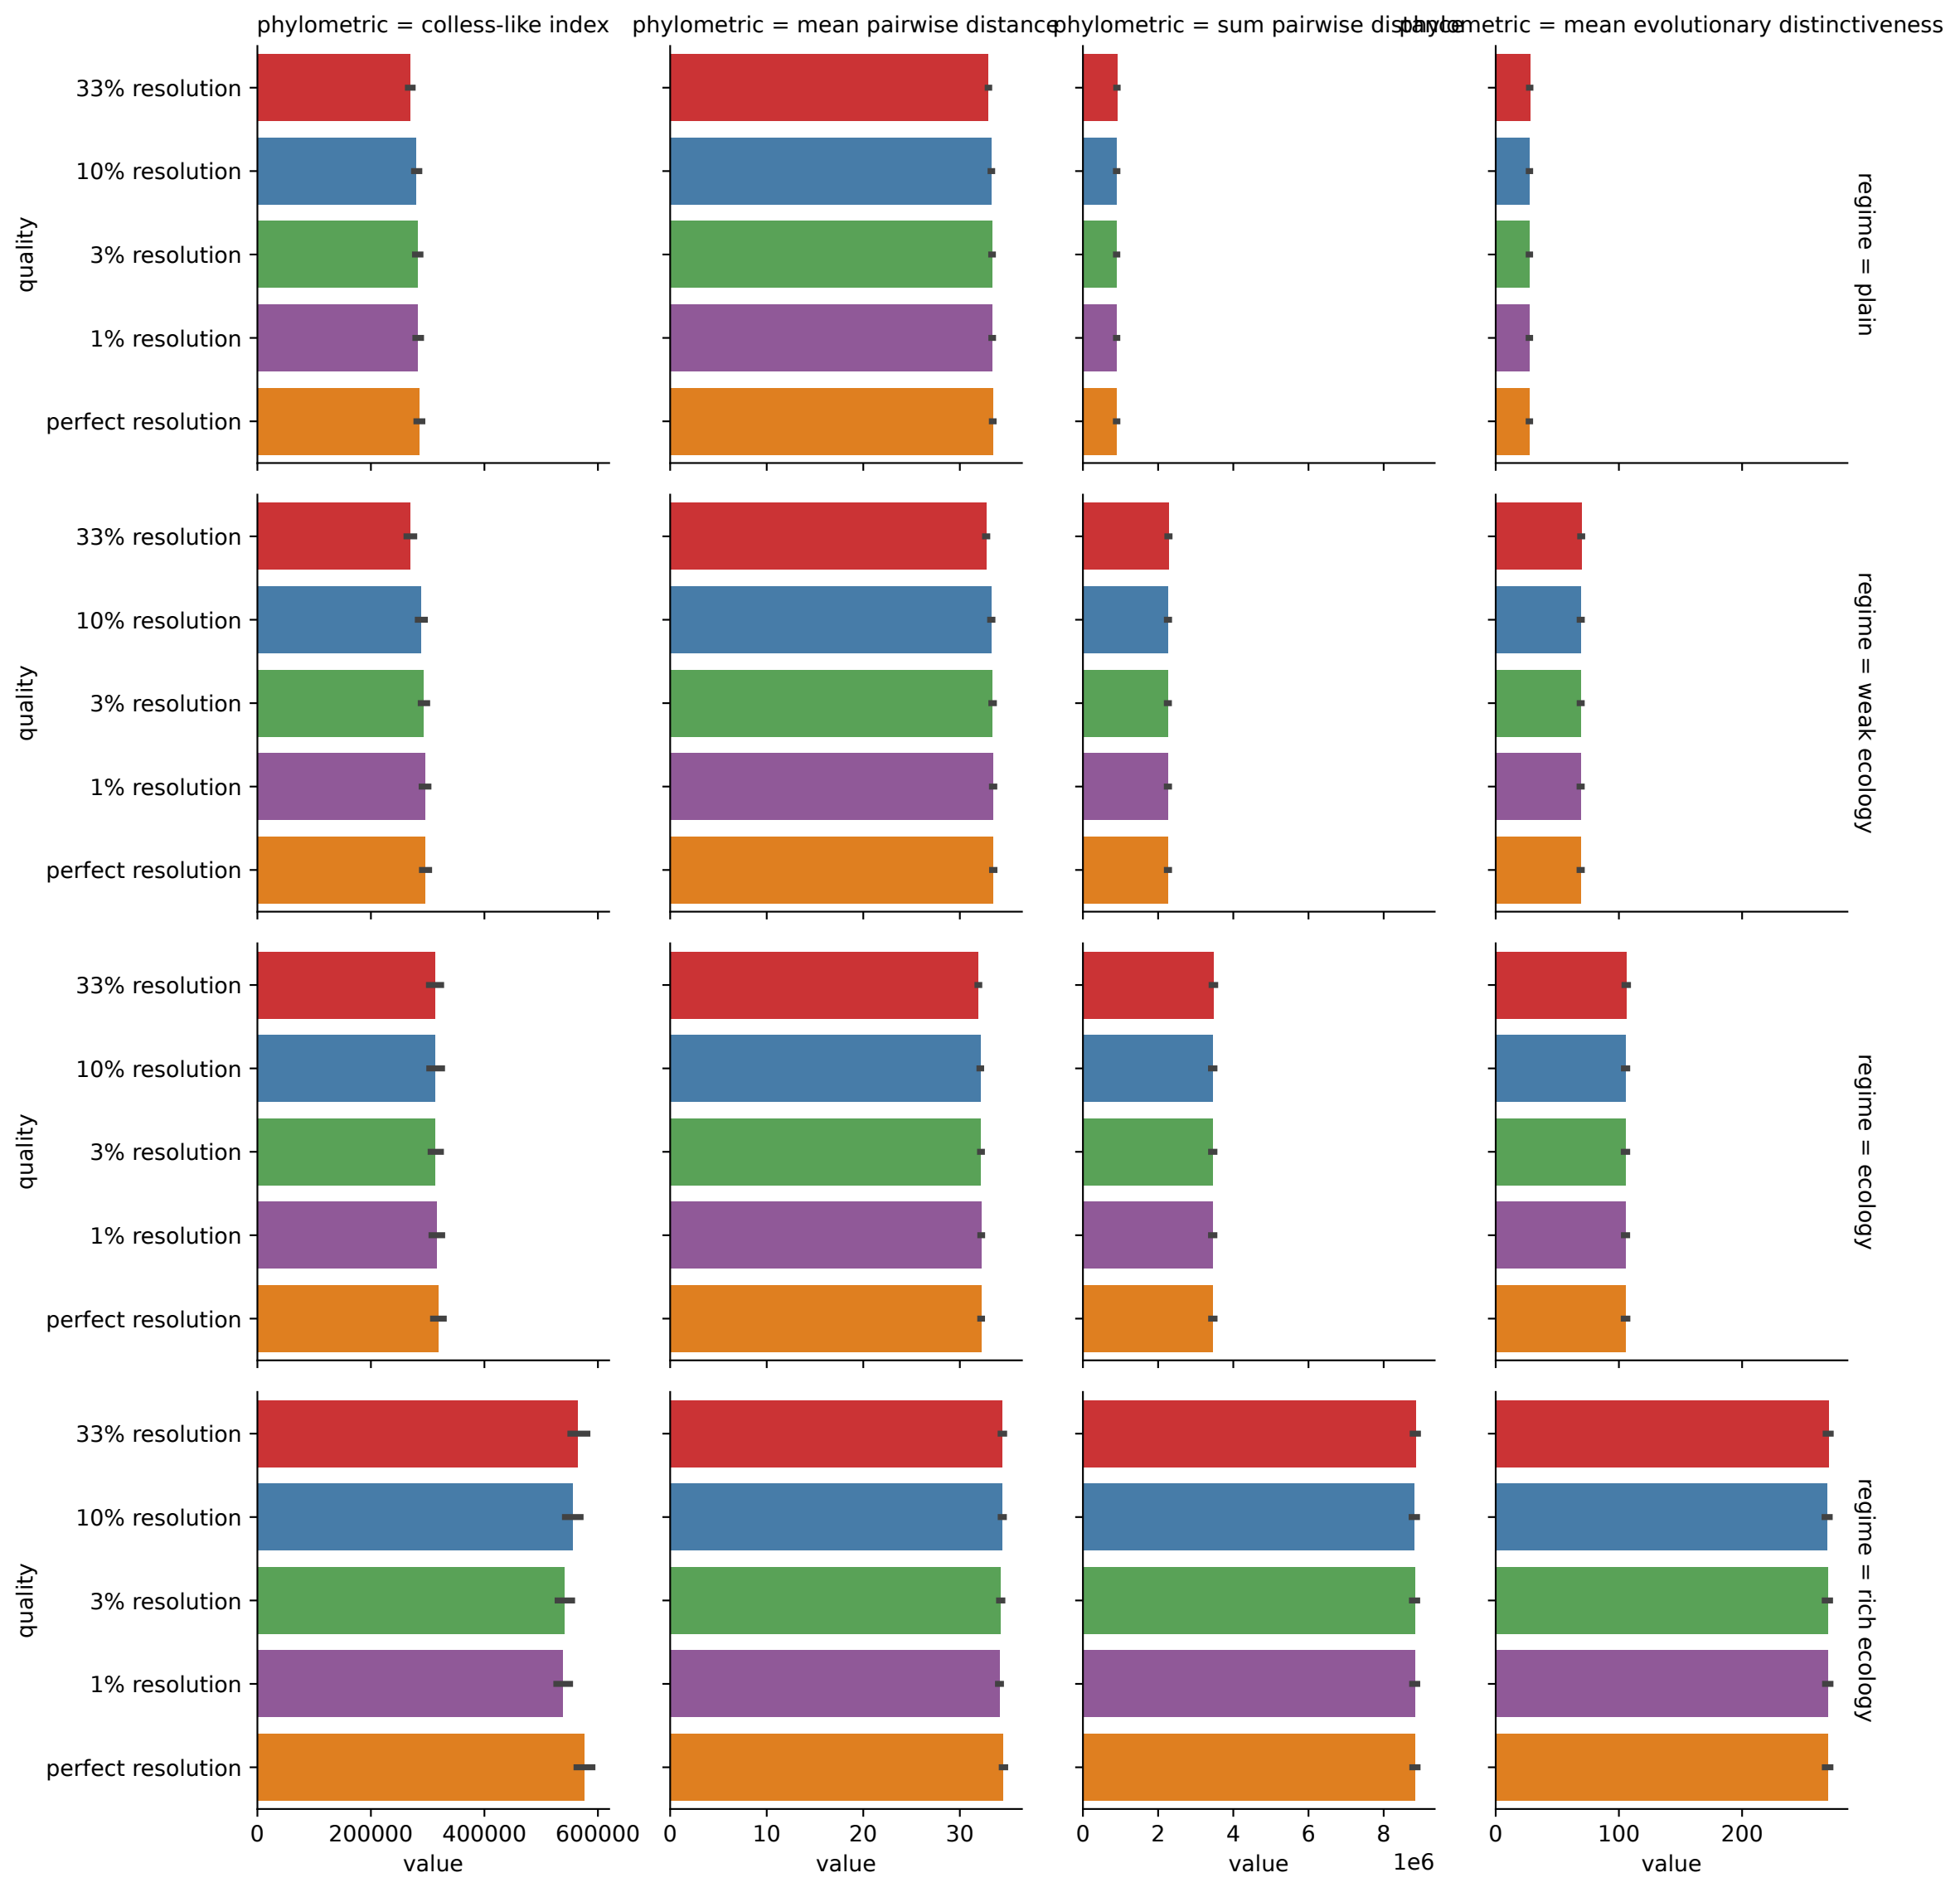 phylometric = colless-like index
phylometric = mean pairwise distance
phylometric = sum pairwise distance
phylometric = mean evolutionary distinctiveness
quality
33% resolution
10% resolution
3% resolution
1% resolution
perfect resolution
regime = plain
quality
33% resolution
10% resolution
3% resolution
1% resolution
perfect resolution
regime = weak ecology
quality
33% resolution
10% resolution
3% resolution
1% resolution
perfect resolution
regime = ecology
quality
33% resolution
10% resolution
3% resolution
1% resolution
perfect resolution
regime = rich ecology
0 200000 400000 600000
value
0 10 20 30
value
0 2 4 6 8
1e6
value
0 100 200
value